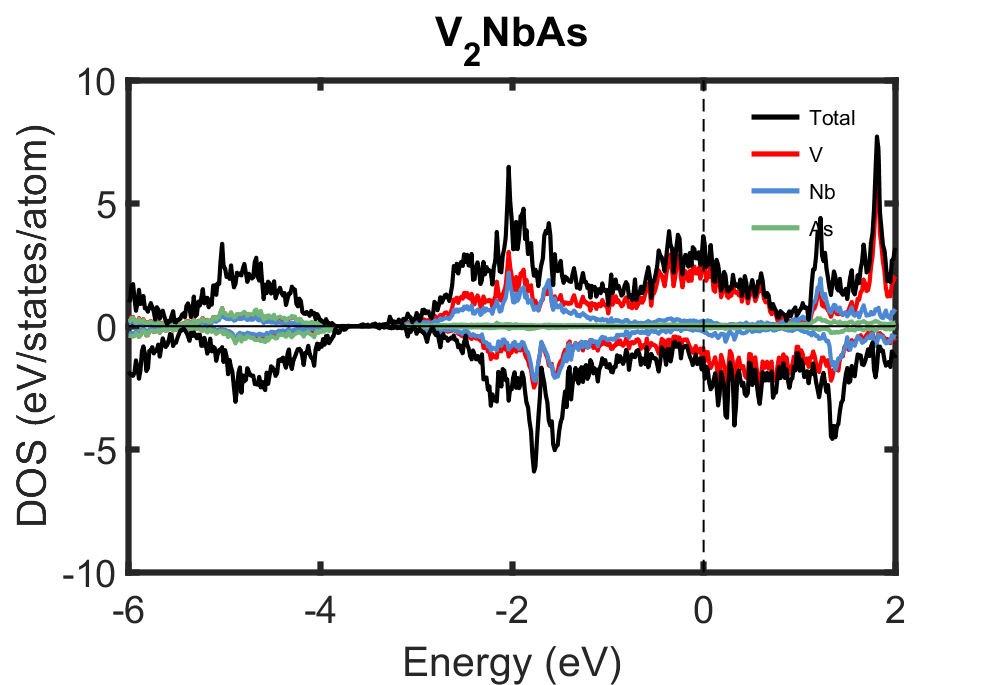 V₂NbAs
10
5
0
-5
-10
DOS (eV/states/atom)
Total
V
Nb
As
-6 -4 -2 0 2
Energy (eV)